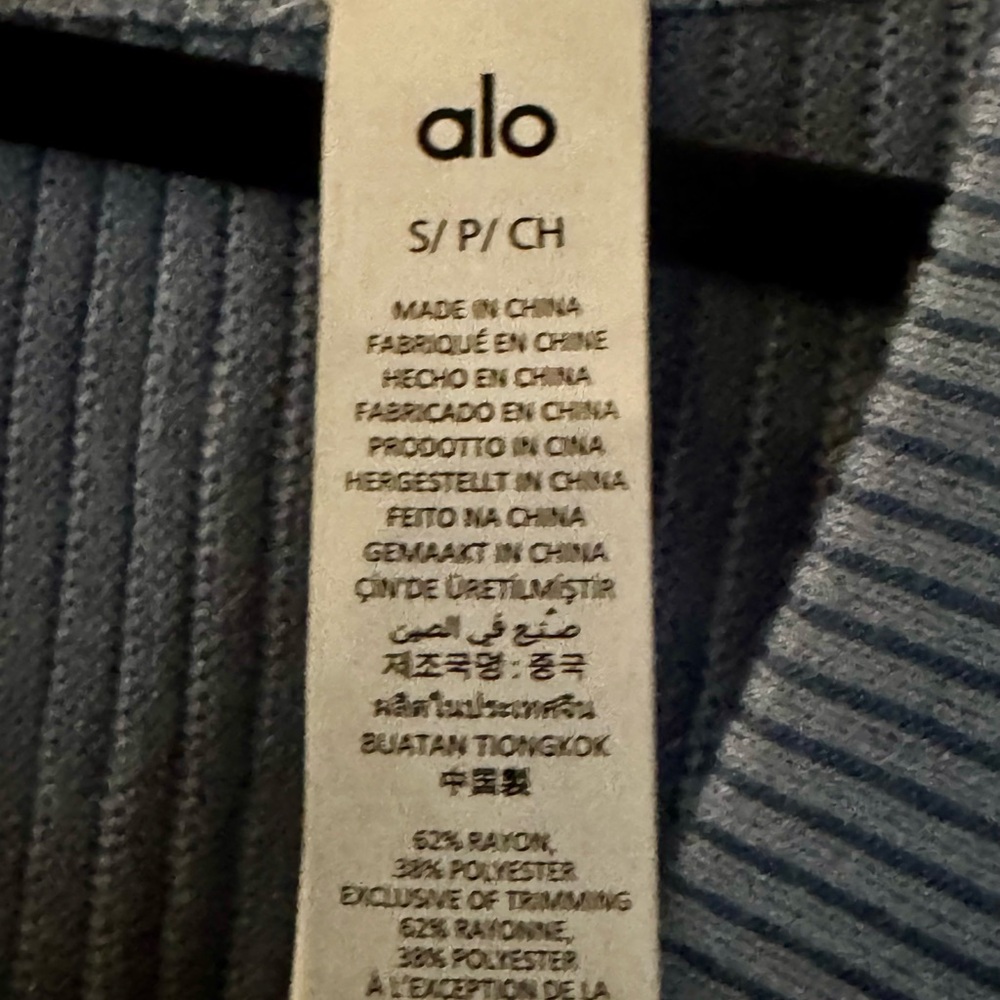 alo
S/ P/ CH
MADE IN CHINA
FABRIQUÉ EN CHINE
HECHO EN CHINA
FABRICADO EN CHINA
PRODOTTO IN CINA
HERGESTELLT IN CHINA
FEITO NA CHINA
GEMAAKT IN CHINA
ÇİN'DE ÜRETİLMİŞTİR
صُنع في الصين
제조국명 : 중국
ผลิตในประเทศจีน
BUATAN TIONGKOK
中国製
62% RAYON,
38% POLYESTER
EXCLUSIVE OF TRIMMING
62% RAYONNE,
38% POLYESTER
À L'EXCEPTION DE LA